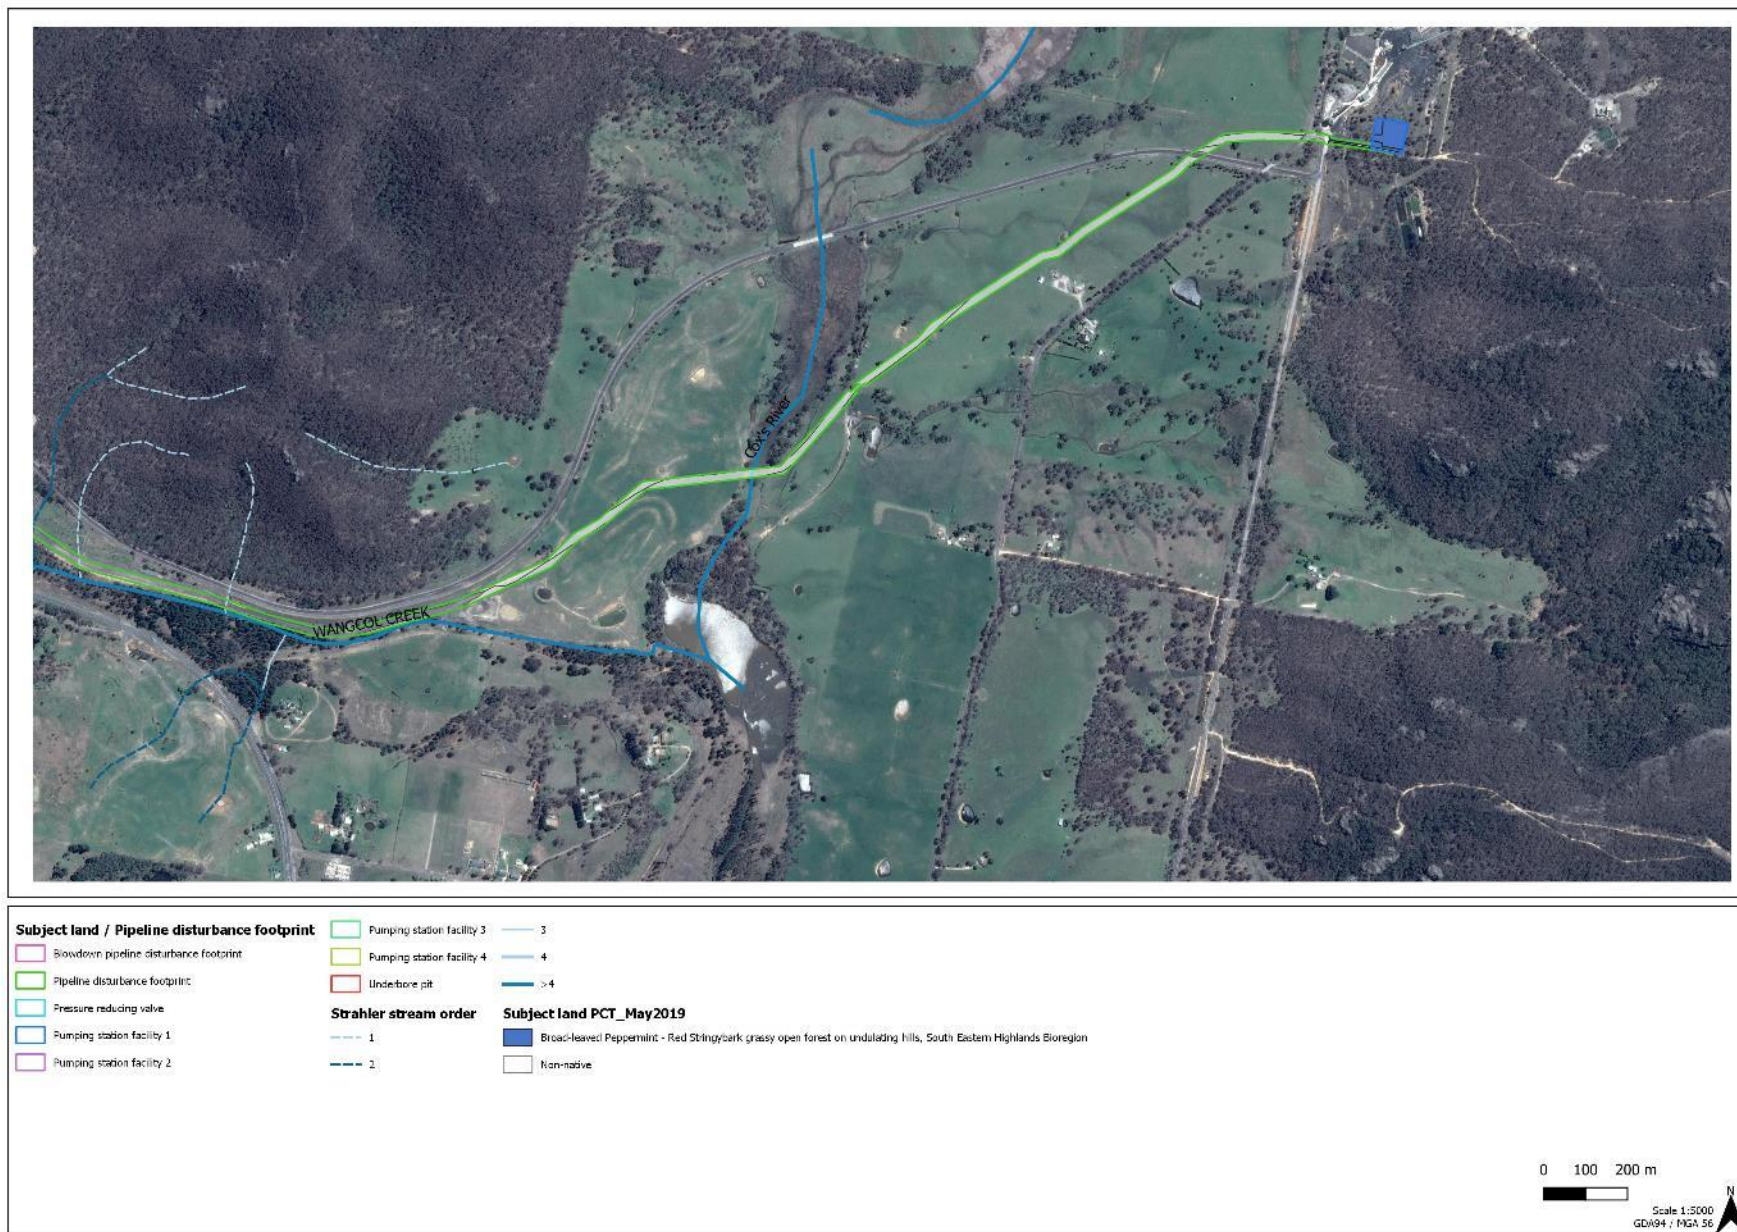 Cox's River
WANGCOL CREEK
Subject land / Pipeline disturbance footprint
Blowdown pipeline disturbance footprint
Pipeline disturbance footprint
Pressure reducing valve
Pumping station facility 1
Pumping station facility 2
Pumping station facility 3
Pumping station facility 4
Underbore pit
Strahler stream order
1
2
3
4
>4
Subject land PCT_May2019
Broad-leaved Peppermint - Red Stringybark grassy open forest on undulating hills, South Eastern Highlands Bioregion
Non-native
0 100 200 m
N
Scale 1:5000
GDA94 / MGA 56